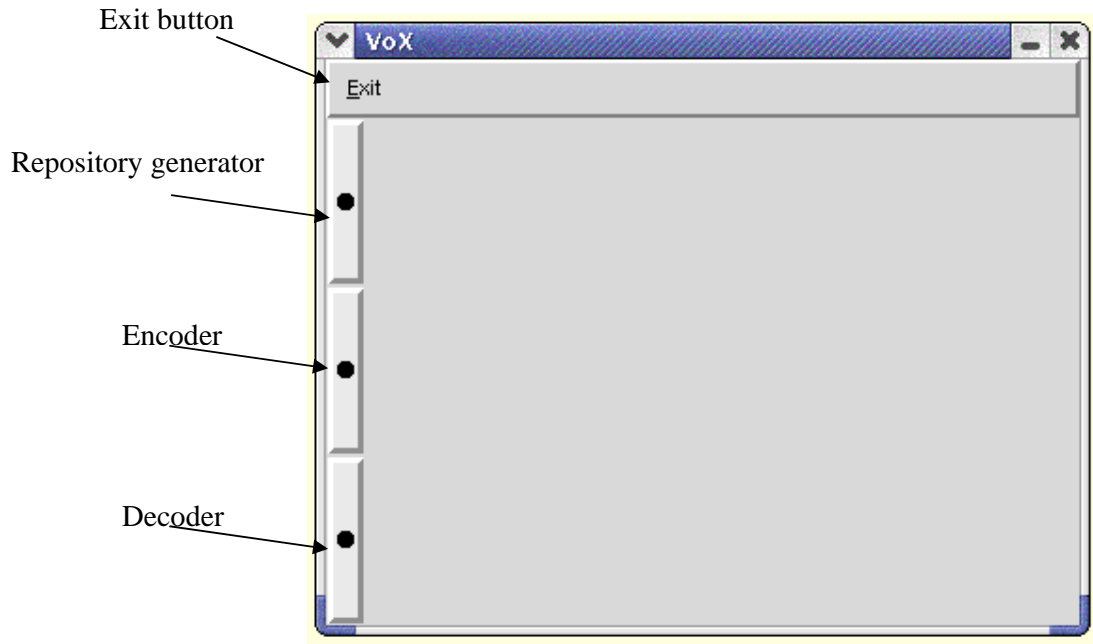 Exit button
VoX
Exit
Repository generator
Encoder
Decoder